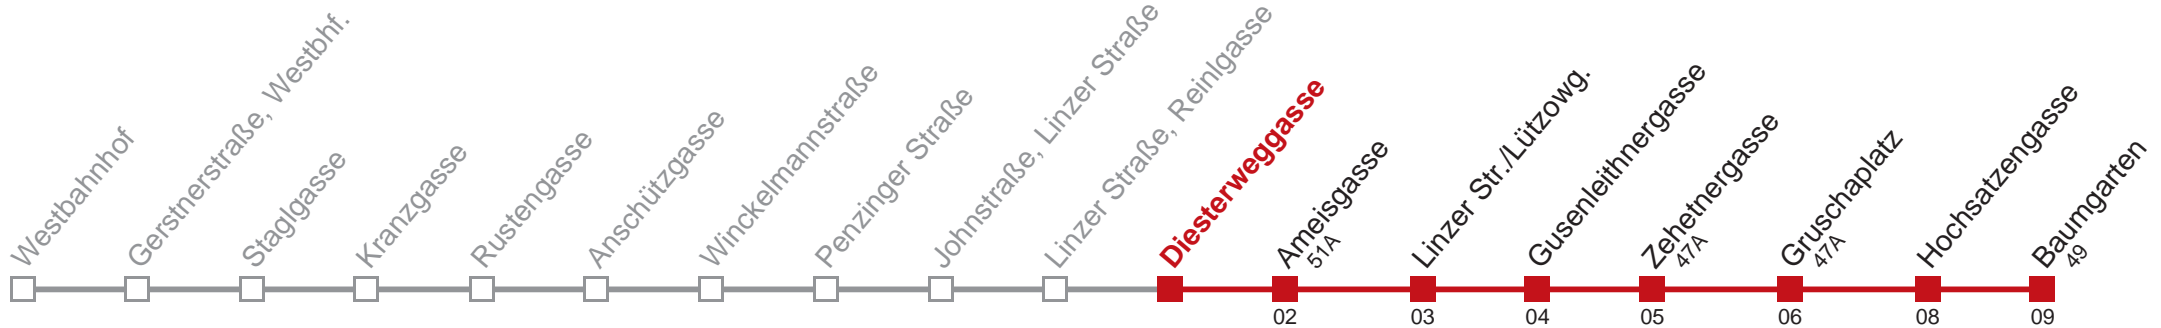 Westbahnhof
Gerstnerstraße, Westbhf.
Staglgasse
Kranzgasse
Rustengasse
Anschützgasse
Winckelmannstraße
Penzinger Straße
Johnstraße, Linzer Straße
Linzer Straße, Reinlgasse
Diesterweggasse
Ameisgasse
51A
Linzer Str./Lützowg.
Gusenleithnergasse
Zehetnergasse
47A
Gruschaplatz
47A
Hochsatzengasse
Baumgarten
49
02
03
04
05
06
08
09